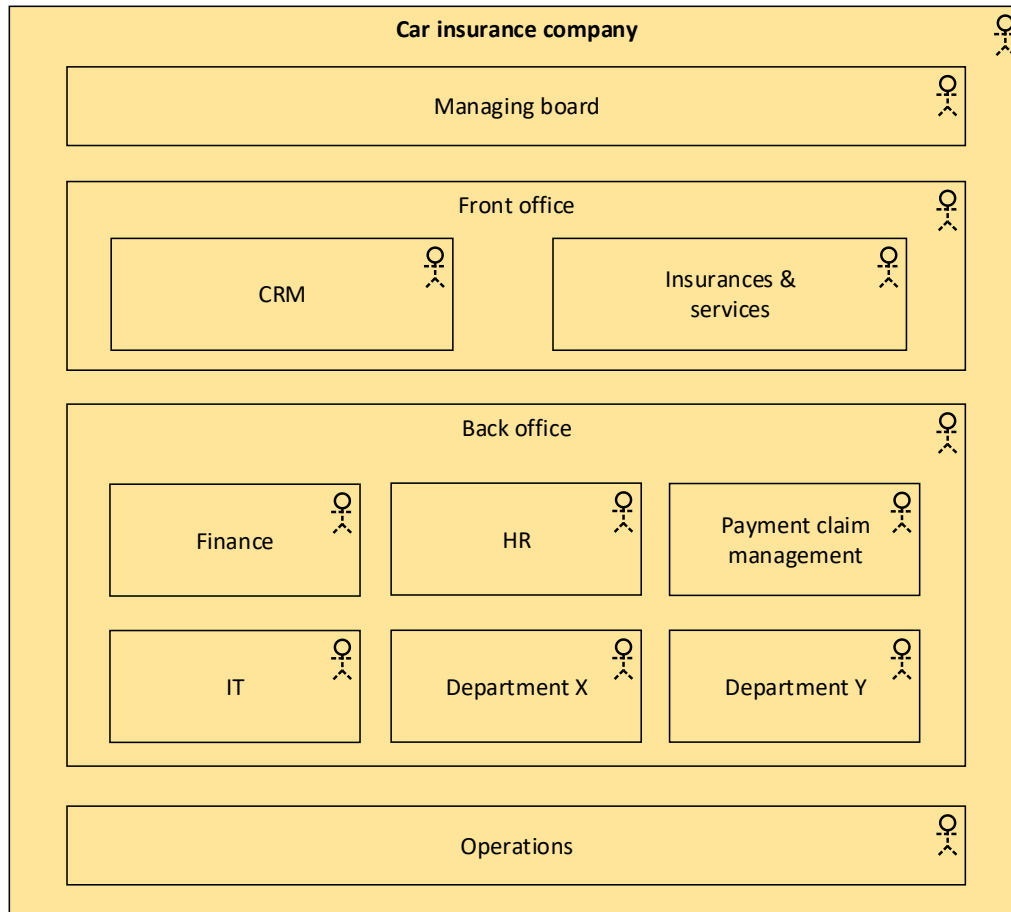 Car insurance company
Managing board
Front office
CRM
Insurances &
services
Back office
Finance
HR
Payment claim
management
IT
Department X
Department Y
Operations